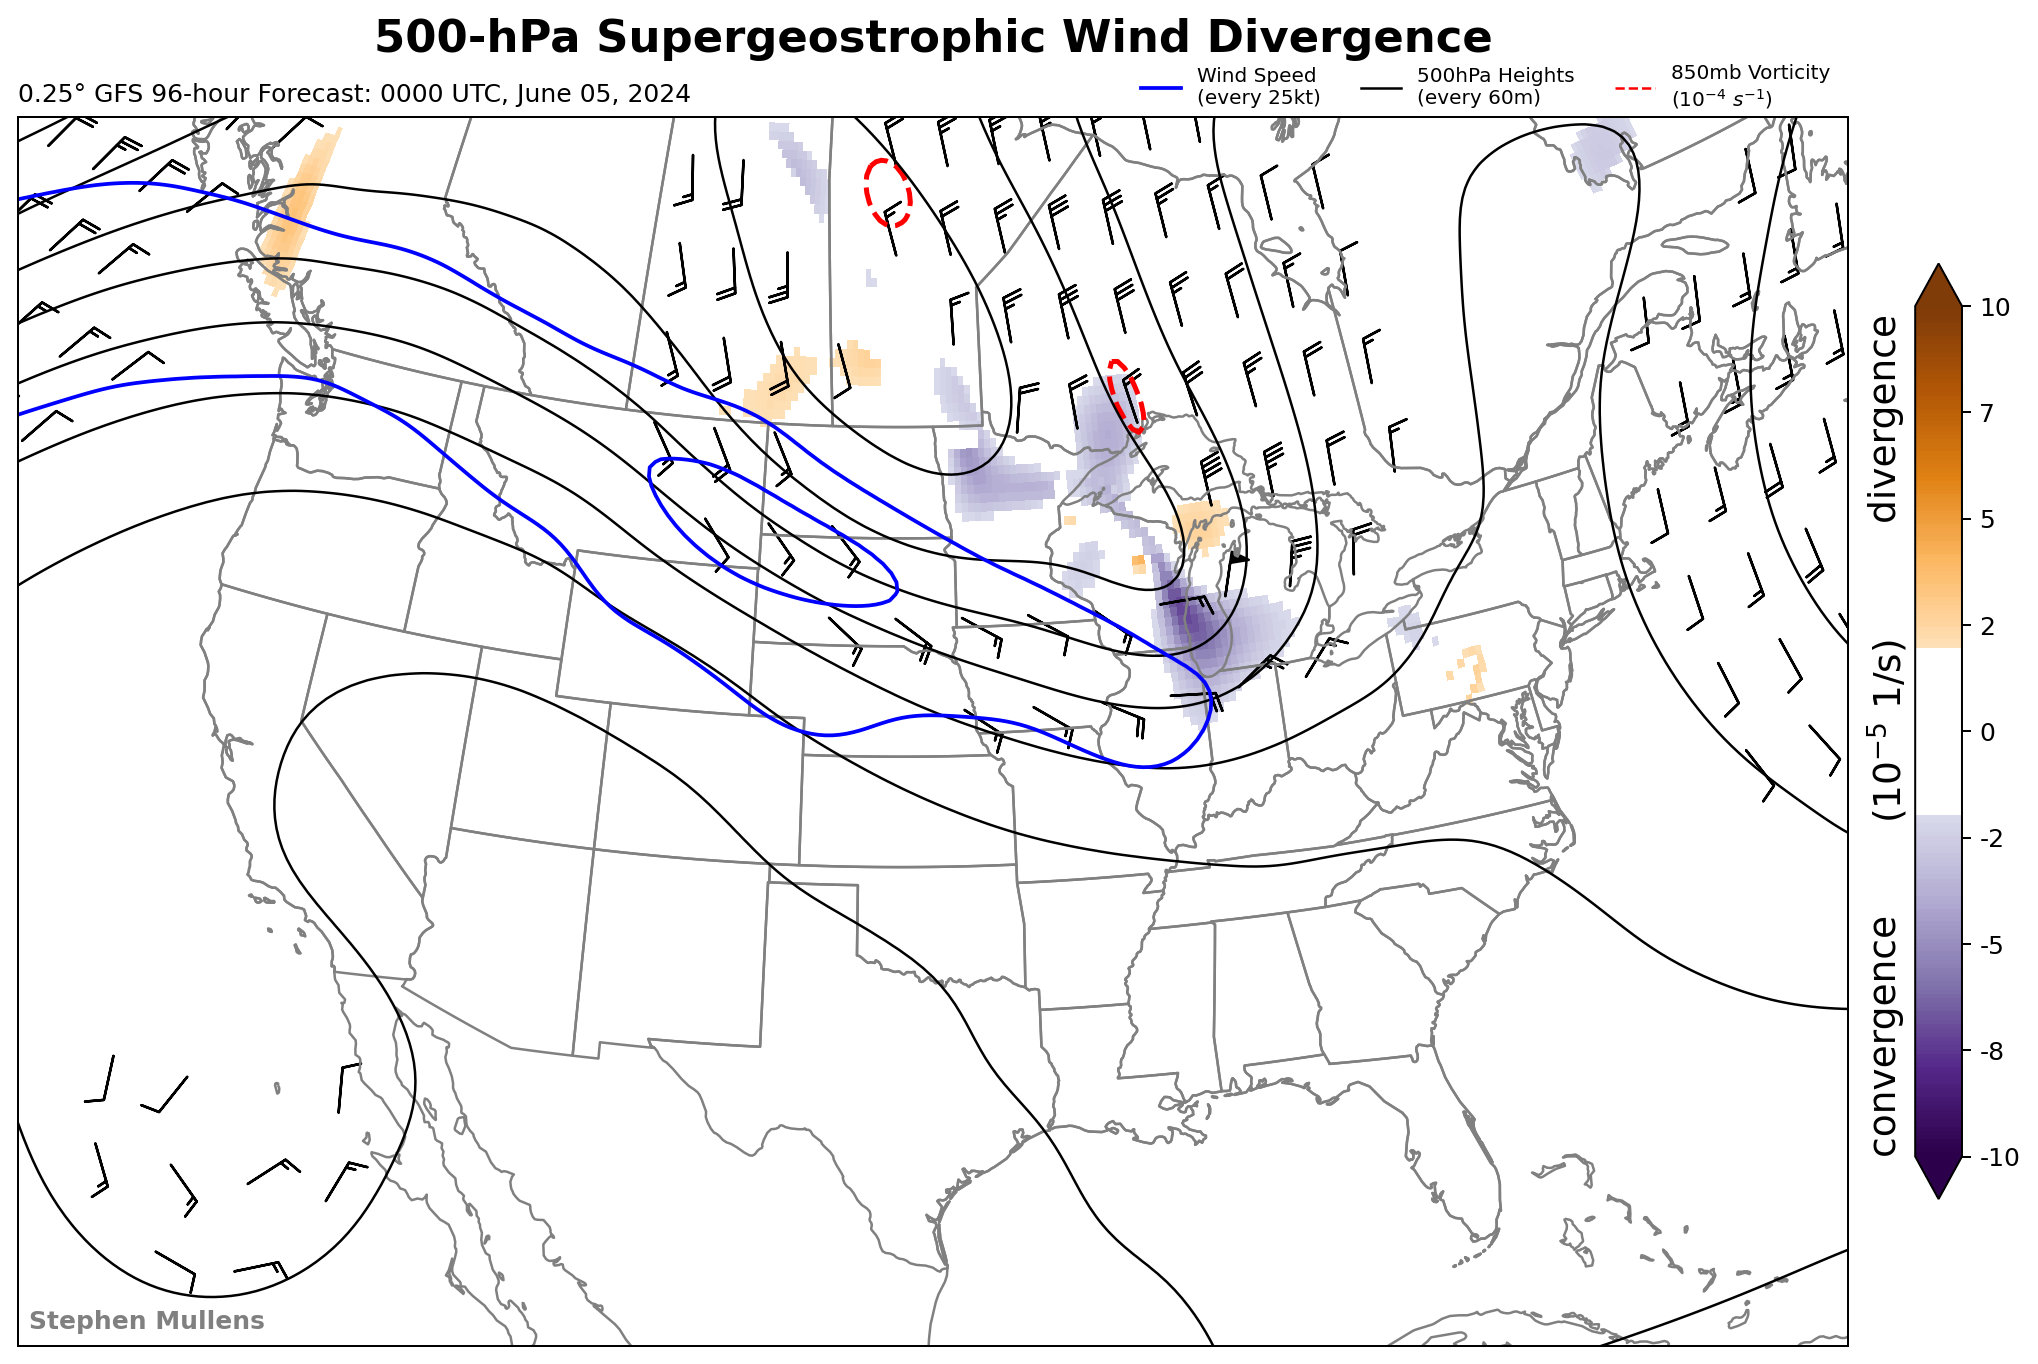 500-hPa Supergeostrophic Wind Divergence
0.25° GFS 96-hour Forecast: 0000 UTC, June 05, 2024
Wind Speed
(every 25kt)
500hPa Heights
(every 60m)
850mb Vorticity
(10⁻⁴ s⁻¹)
10
7
5
2
0
-2
-5
-8
-10
convergence (10⁻⁵ 1/s) divergence
Stephen Mullens